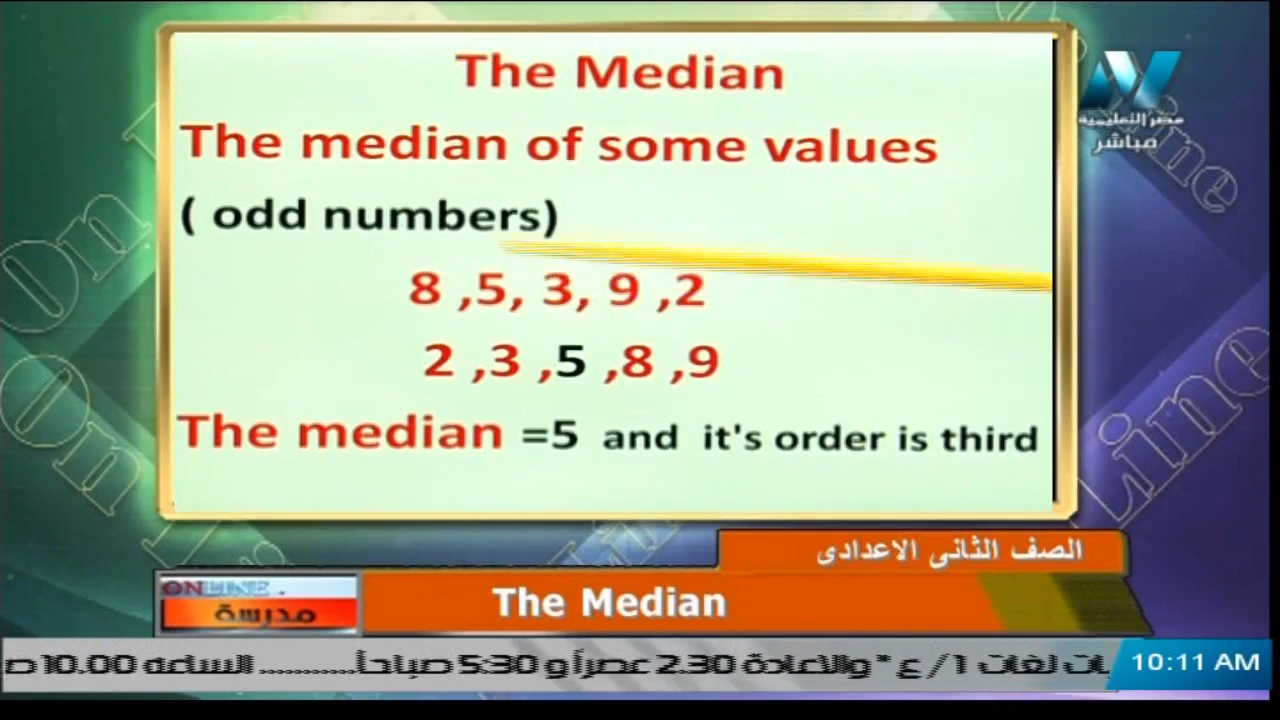 The Median
The median of some values
( odd numbers)
8 ,5, 3, 9 ,2
2 ,3 ,5 ,8 ,9
The median =5 and it's order is third
مصر التعليمية
مباشر
الصف الثانى الاعدادى
ONLINE
مدرسة
The Median
لغات ١/ ع * والاعادة 2.30 عصراً و 5:30 صباحاً........... الساعه 10.00
10:11 AM